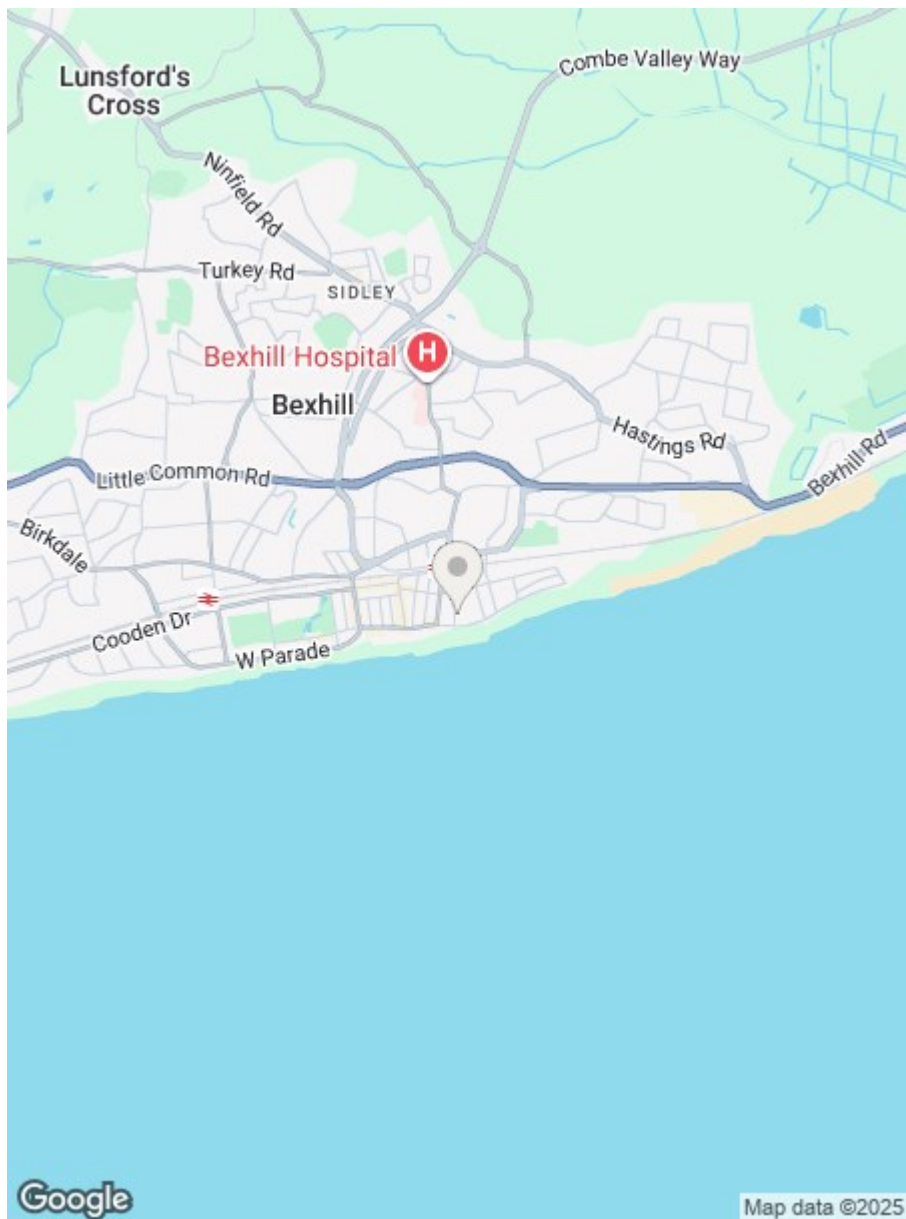 Combe Valley Way
Lunsford's
Cross
Ninfield Rd
Turkey Rd
SIDLEY
Bexhill Hospital
H
Bexhill
Hastings Rd
Little Common Rd
Bexhill Rd
Birkdale
Cooden Dr
W Parade
Google
Map data ©2025